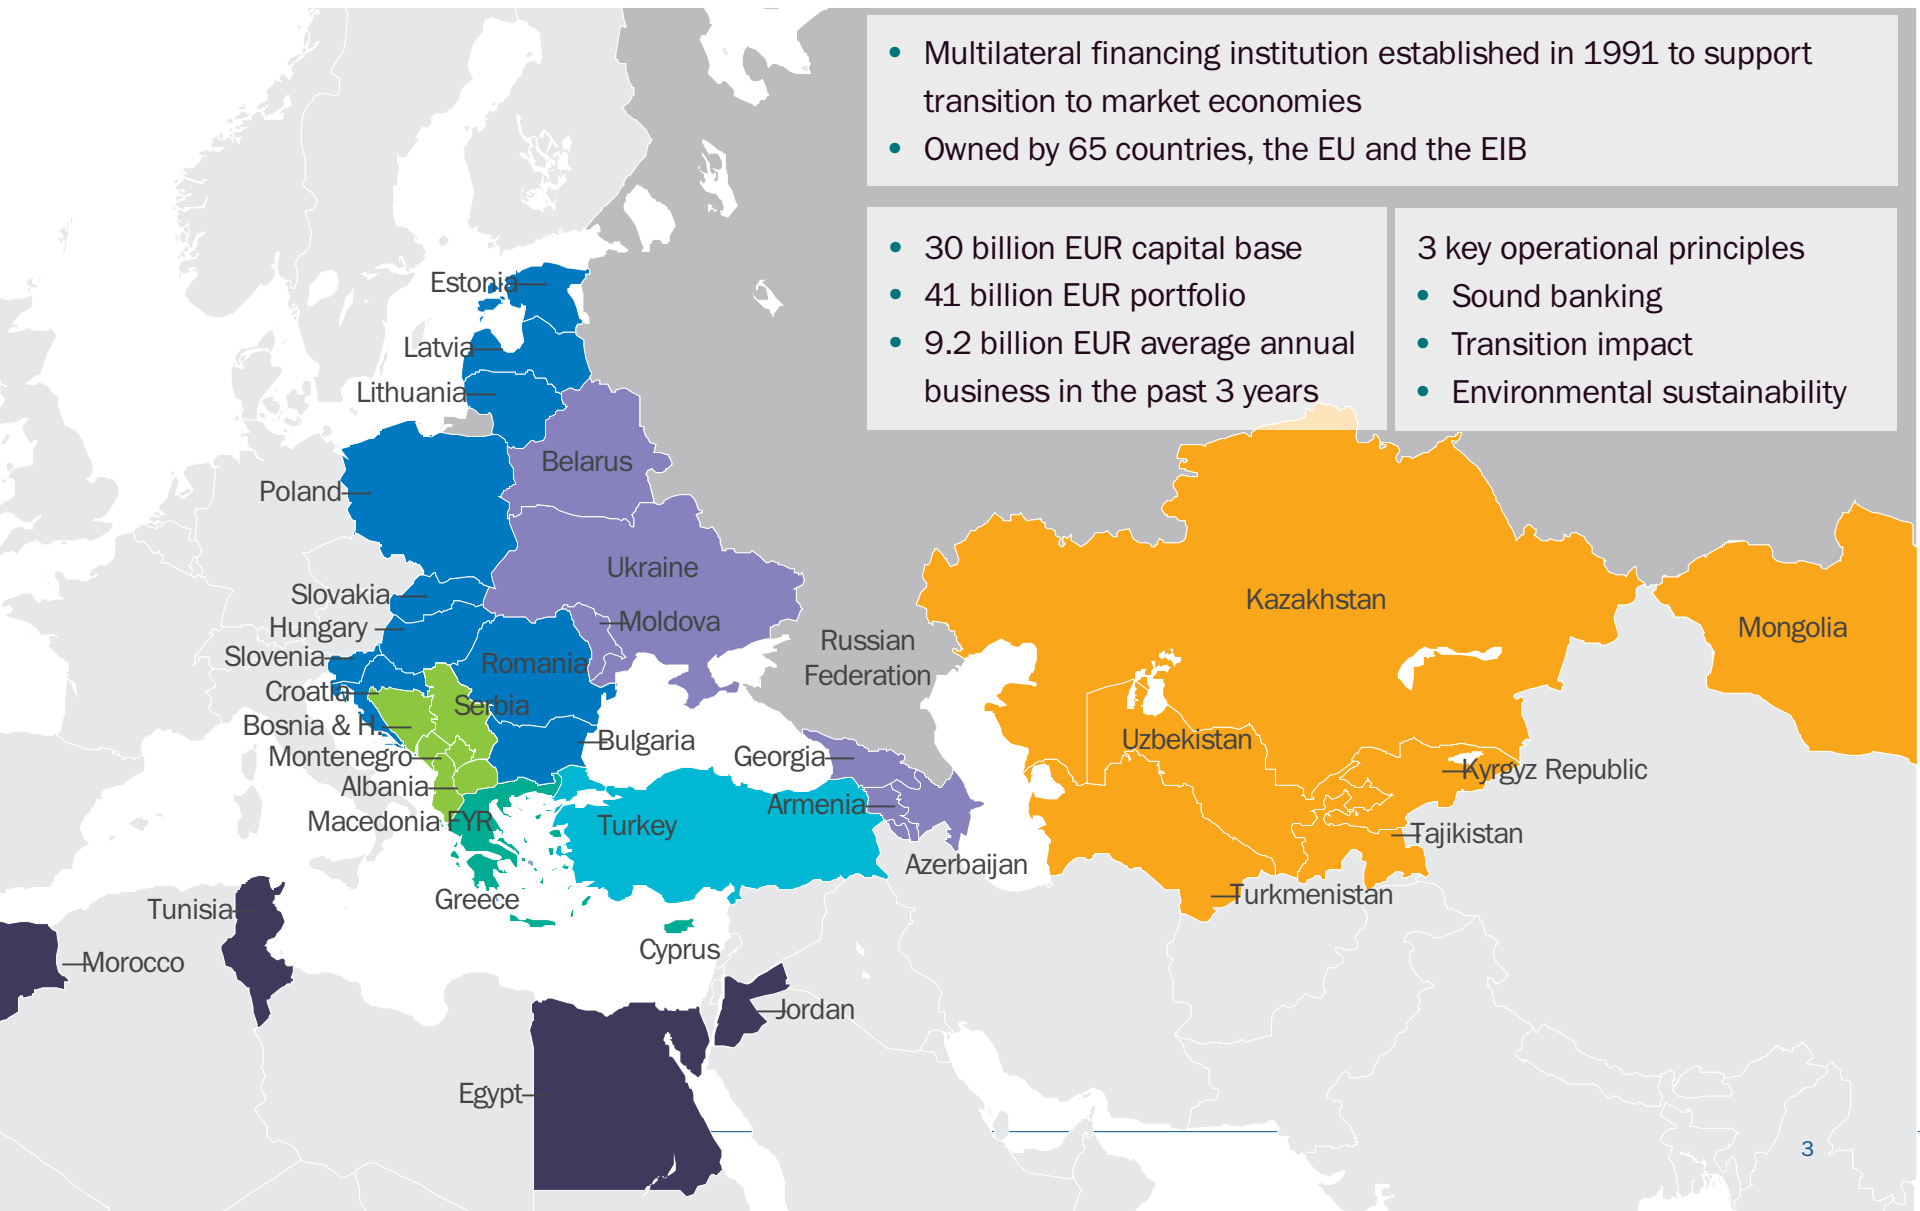 • Multilateral financing institution established in 1991 to support
transition to market economies
• Owned by 65 countries, the EU and the EIB
• 30 billion EUR capital base
• 41 billion EUR portfolio
• 9.2 billion EUR average annual
business in the past 3 years
3 key operational principles
• Sound banking
• Transition impact
• Environmental sustainability
Estonia
Latvia
Lithuania
Belarus
Poland
Ukraine
Slovakia
Kazakhstan
Moldova
Hungary
Mongolia
Russian
Federation
Slovenia
Romania
Croatia
Serbia
Bosnia & H.
Bulgaria
Uzbekistan
Montenegro
Georgia
Kyrgyz Republic
Albania
Armenia
Macedonia FYR
Turkey
Tajikistan
Azerbaijan
Turkmenistan
Greece
Tunisia
Cyprus
Morocco
Jordan
Egypt
3